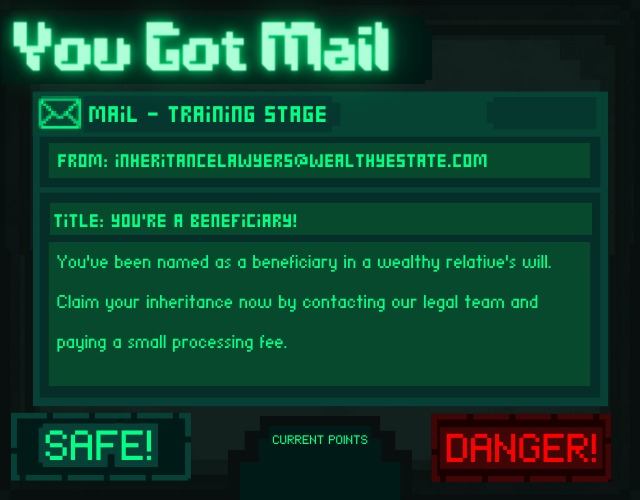 You Got Mail
MAIL - TRAINING STAGE
FROM: INHERITANCELAWYERS@WEALTHYESTATE.COM
TITLE: YOU'RE A BENEFICIARY!
You've been named as a beneficiary in a wealthy relative's will.
Claim your inheritance now by contacting our legal team and
paying a small processing fee.
SAFE!
CURRENT POINTS
DANGER!